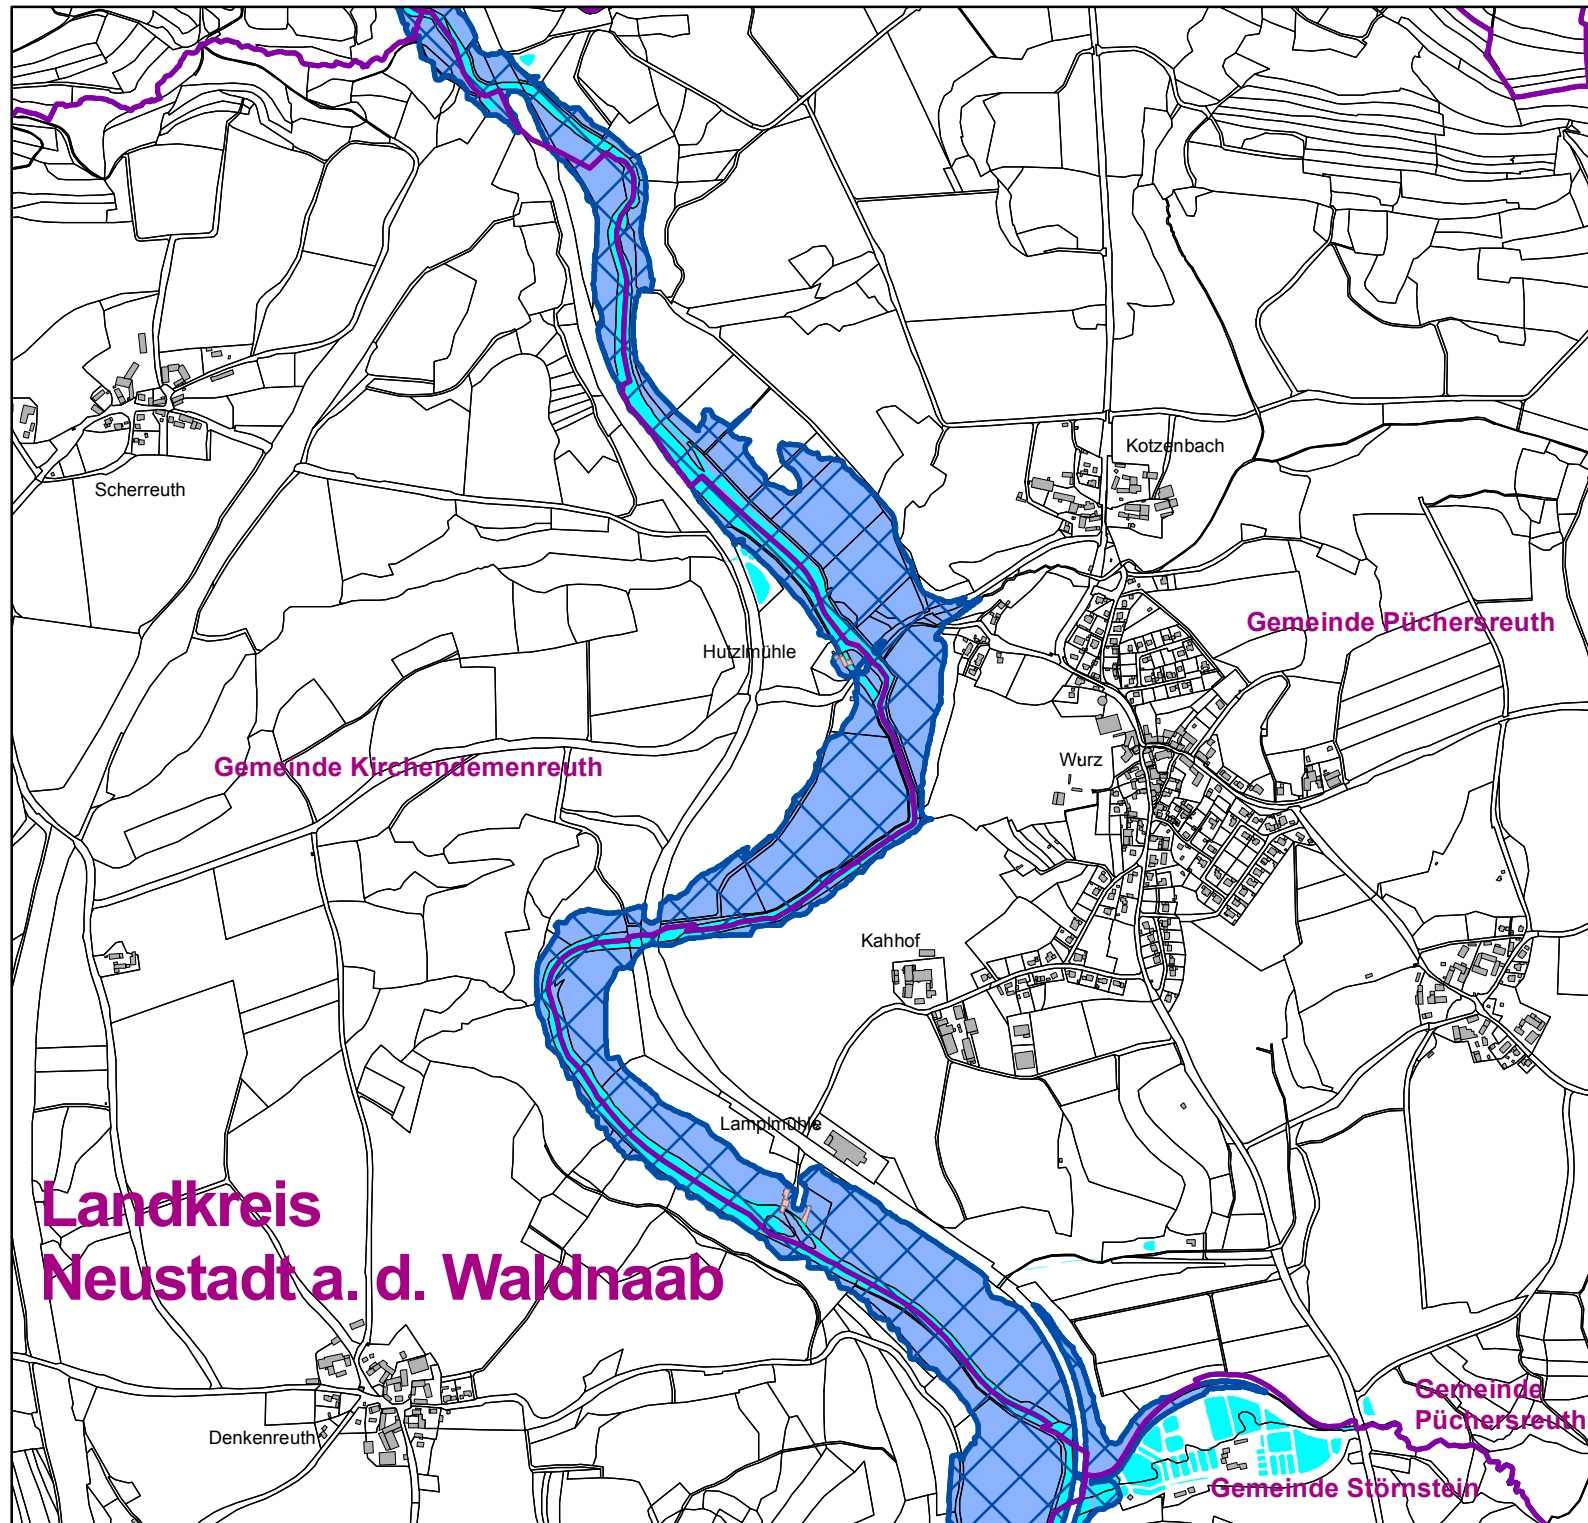 Kotzenbach
Scherreuth
Gemeinde Püchersreuth
Hutzlmühle
Wurz
Gemeinde Kirchendemenreuth
Kahhof
Lamplmühle
Landkreis
Neustadt a. d. Waldnaab
Gemeinde
Püchersreuth
Denkenreuth
Gemeinde Störnstein